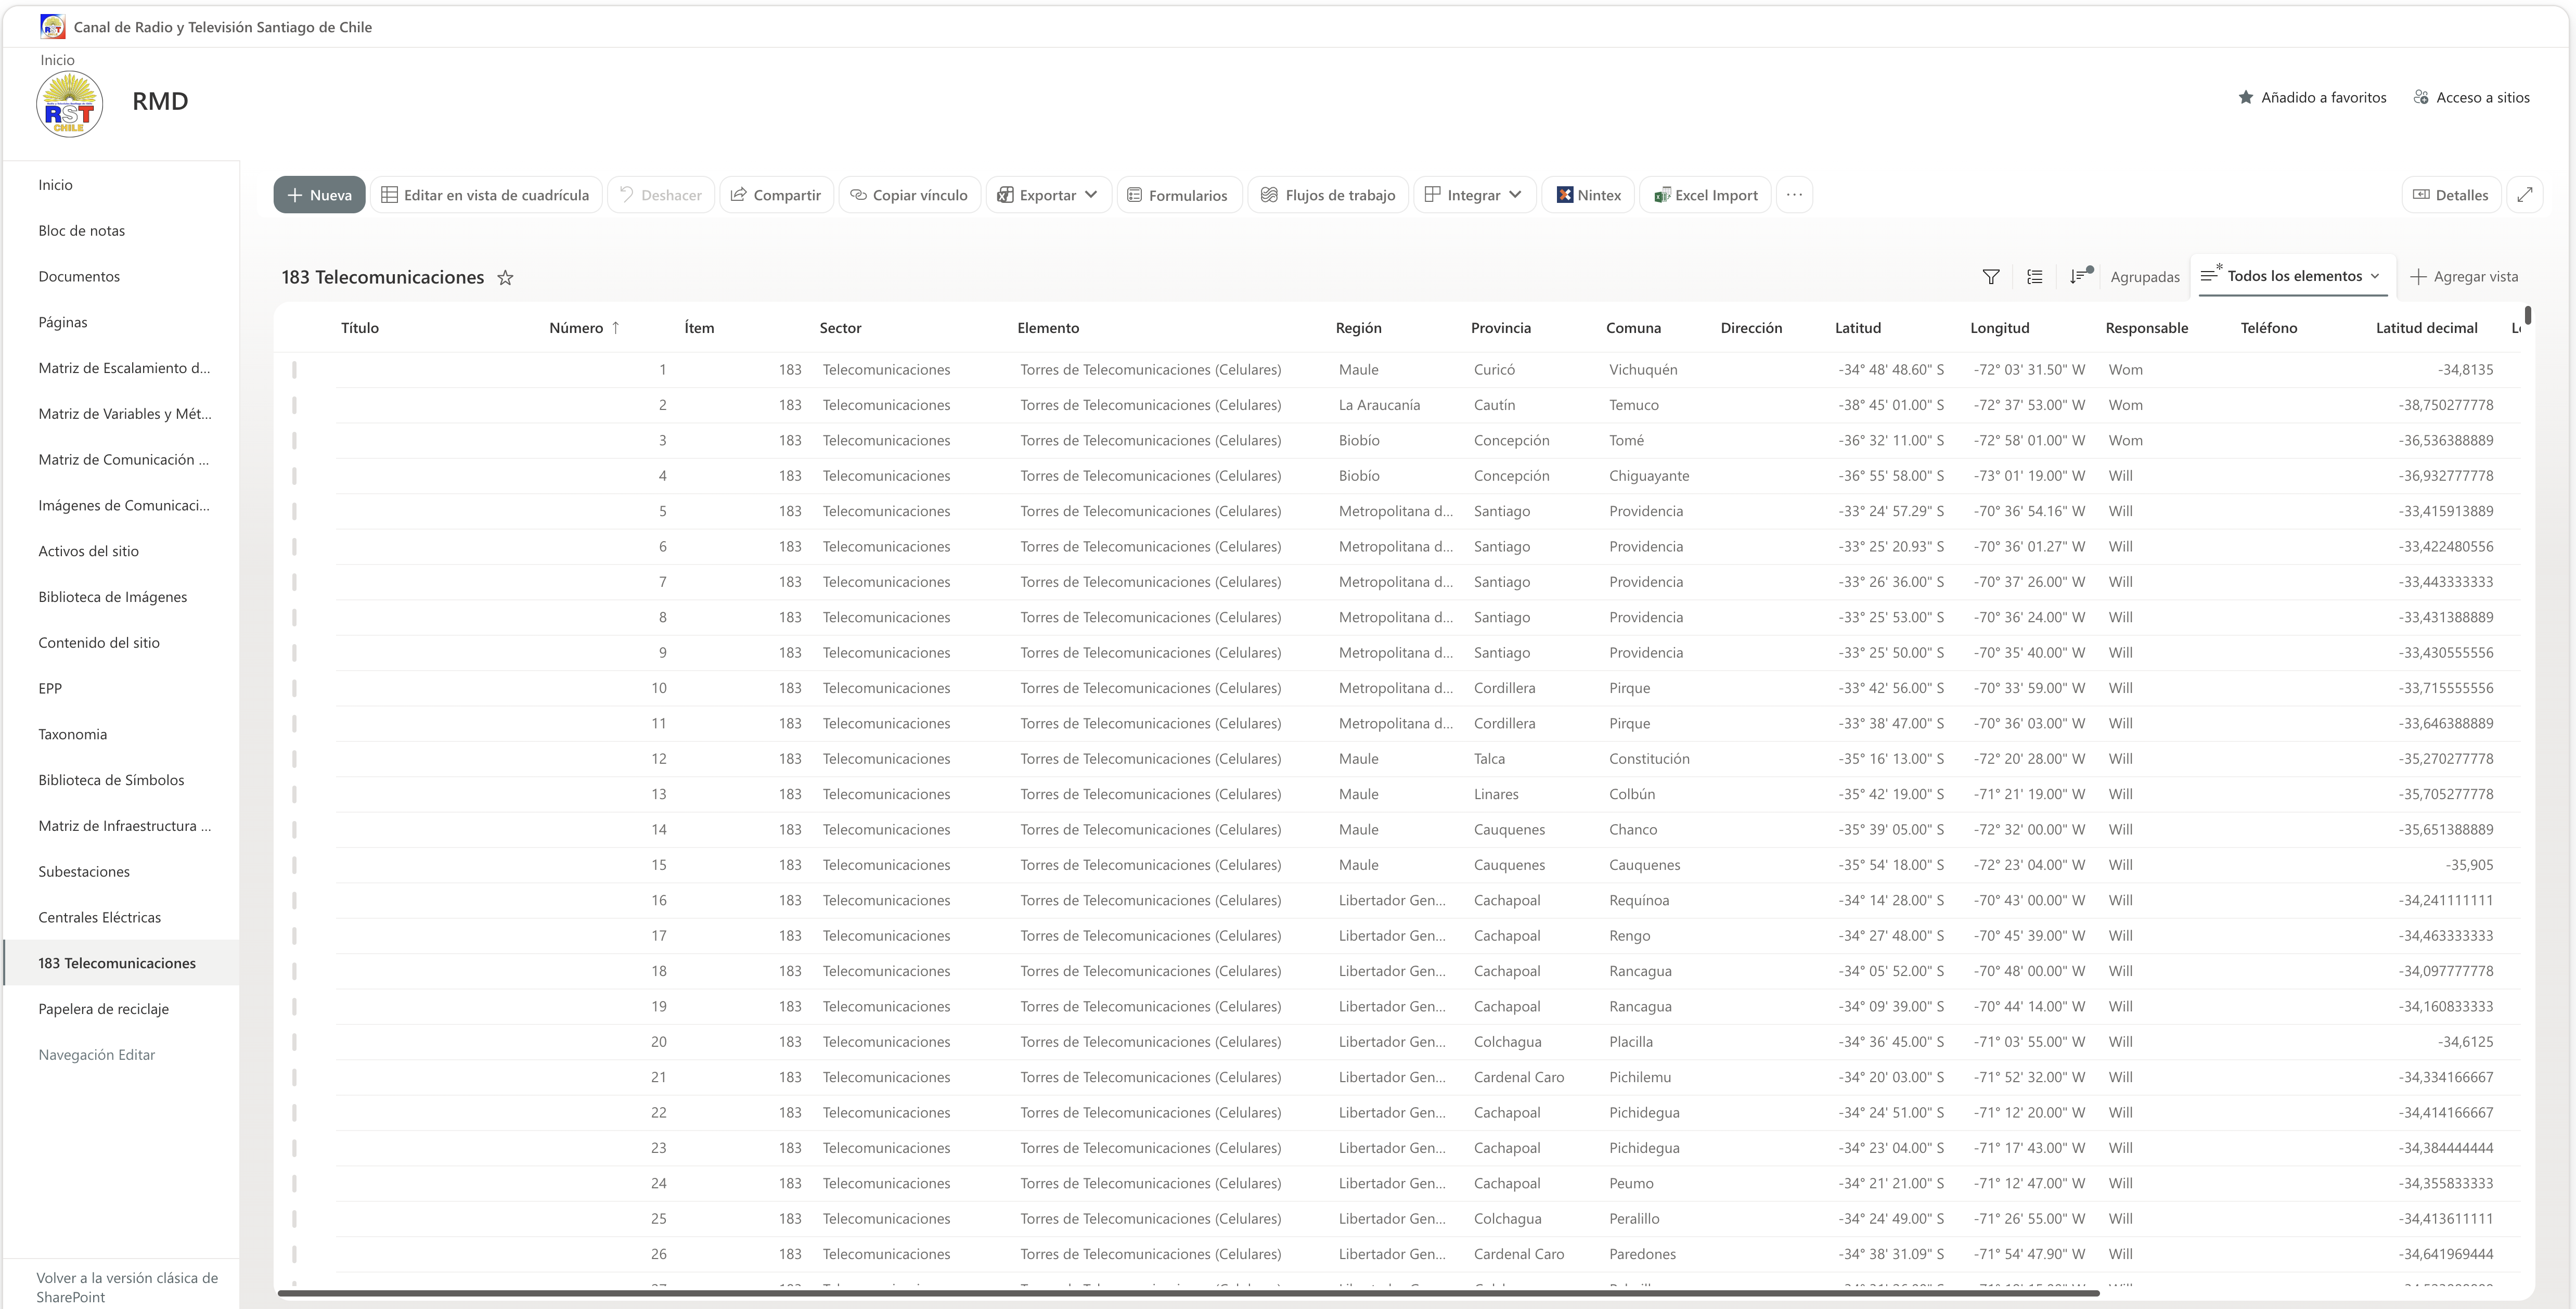 Canal de Radio y Televisión Santiago de Chile
Inicio
RST
CHILE
RMD
Añadido a favoritos
Acceso a sitios
Inicio
Bloc de notas
Documentos
Páginas
Matriz de Escalamiento d...
Matriz de Variables y Mét...
Matriz de Comunicación ...
Imágenes de Comunicaci...
Activos del sitio
Biblioteca de Imágenes
Contenido del sitio
EPP
Taxonomia
Biblioteca de Símbolos
Matriz de Infraestructura ...
Subestaciones
Centrales Eléctricas
183 Telecomunicaciones
Papelera de reciclaje
Navegación Editar
Volver a la versión clásica de
SharePoint
Nueva Editar en vista de cuadrícula Deshacer Compartir Copiar vínculo Exportar Formularios Flujos de trabajo Integrar Nintex Excel Import ... Detalles
183 Telecomunicaciones
Agrupadas Todos los elementos Agregar vista
Título Número Ítem Sector Elemento Región Provincia Comuna Dirección Latitud Longitud Responsable Teléfono Latitud decimal
1 183 Telecomunicaciones Torres de Telecomunicaciones (Celulares) Maule Curicó Vichuquén -34° 48' 48.60" S -72° 03' 31.50" W Wom -34,8135
2 183 Telecomunicaciones Torres de Telecomunicaciones (Celulares) La Araucanía Cautín Temuco -38° 45' 01.00" S -72° 37' 53.00" W Wom -38,750277778
3 183 Telecomunicaciones Torres de Telecomunicaciones (Celulares) Biobío Concepción Tomé -36° 32' 11.00" S -72° 58' 01.00" W Wom -36,536388889
4 183 Telecomunicaciones Torres de Telecomunicaciones (Celulares) Biobío Concepción Chiguayante -36° 55' 58.00" S -73° 01' 19.00" W Will -36,932777778
5 183 Telecomunicaciones Torres de Telecomunicaciones (Celulares) Metropolitana d... Santiago Providencia -33° 24' 57.29" S -70° 36' 54.16" W Will -33,415913889
6 183 Telecomunicaciones Torres de Telecomunicaciones (Celulares) Metropolitana d... Santiago Providencia -33° 25' 20.93" S -70° 36' 01.27" W Will -33,422480556
7 183 Telecomunicaciones Torres de Telecomunicaciones (Celulares) Metropolitana d... Santiago Providencia -33° 26' 36.00" S -70° 37' 26.00" W Will -33,443333333
8 183 Telecomunicaciones Torres de Telecomunicaciones (Celulares) Metropolitana d... Santiago Providencia -33° 25' 53.00" S -70° 36' 24.00" W Will -33,431388889
9 183 Telecomunicaciones Torres de Telecomunicaciones (Celulares) Metropolitana d... Santiago Providencia -33° 25' 50.00" S -70° 35' 40.00" W Will -33,430555556
10 183 Telecomunicaciones Torres de Telecomunicaciones (Celulares) Metropolitana d... Cordillera Pirque -33° 42' 56.00" S -70° 33' 59.00" W Will -33,715555556
11 183 Telecomunicaciones Torres de Telecomunicaciones (Celulares) Metropolitana d... Cordillera Pirque -33° 38' 47.00" S -70° 36' 03.00" W Will -33,646388889
12 183 Telecomunicaciones Torres de Telecomunicaciones (Celulares) Maule Talca Constitución -35° 16' 13.00" S -72° 20' 28.00" W Will -35,270277778
13 183 Telecomunicaciones Torres de Telecomunicaciones (Celulares) Maule Linares Colbún -35° 42' 19.00" S -71° 21' 19.00" W Will -35,705277778
14 183 Telecomunicaciones Torres de Telecomunicaciones (Celulares) Maule Cauquenes Chanco -35° 39' 05.00" S -72° 32' 00.00" W Will -35,651388889
15 183 Telecomunicaciones Torres de Telecomunicaciones (Celulares) Maule Cauquenes Cauquenes -35° 54' 18.00" S -72° 23' 04.00" W Will -35,905
16 183 Telecomunicaciones Torres de Telecomunicaciones (Celulares) Libertador Gen... Cachapoal Requínoa -34° 14' 28.00" S -70° 43' 00.00" W Will -34,241111111
17 183 Telecomunicaciones Torres de Telecomunicaciones (Celulares) Libertador Gen... Cachapoal Rengo -34° 27' 48.00" S -70° 45' 39.00" W Will -34,463333333
18 183 Telecomunicaciones Torres de Telecomunicaciones (Celulares) Libertador Gen... Cachapoal Rancagua -34° 05' 52.00" S -70° 48' 00.00" W Will -34,097777778
19 183 Telecomunicaciones Torres de Telecomunicaciones (Celulares) Libertador Gen... Cachapoal Rancagua -34° 09' 39.00" S -70° 44' 14.00" W Will -34,160833333
20 183 Telecomunicaciones Torres de Telecomunicaciones (Celulares) Libertador Gen... Colchagua Placilla -34° 36' 45.00" S -71° 03' 55.00" W Will -34,6125
21 183 Telecomunicaciones Torres de Telecomunicaciones (Celulares) Libertador Gen... Cardenal Caro Pichilemu -34° 20' 03.00" S -71° 52' 32.00" W Will -34,334166667
22 183 Telecomunicaciones Torres de Telecomunicaciones (Celulares) Libertador Gen... Cachapoal Pichidegua -34° 24' 51.00" S -71° 12' 20.00" W Will -34,414166667
23 183 Telecomunicaciones Torres de Telecomunicaciones (Celulares) Libertador Gen... Cachapoal Pichidegua -34° 23' 04.00" S -71° 17' 43.00" W Will -34,384444444
24 183 Telecomunicaciones Torres de Telecomunicaciones (Celulares) Libertador Gen... Cachapoal Peumo -34° 21' 21.00" S -71° 12' 47.00" W Will -34,355833333
25 183 Telecomunicaciones Torres de Telecomunicaciones (Celulares) Libertador Gen... Colchagua Peralillo -34° 24' 49.00" S -71° 26' 55.00" W Will -34,413611111
26 183 Telecomunicaciones Torres de Telecomunicaciones (Celulares) Libertador Gen... Cardenal Caro Paredones -34° 38' 31.09" S -71° 54' 47.90" W Will -34,641969444